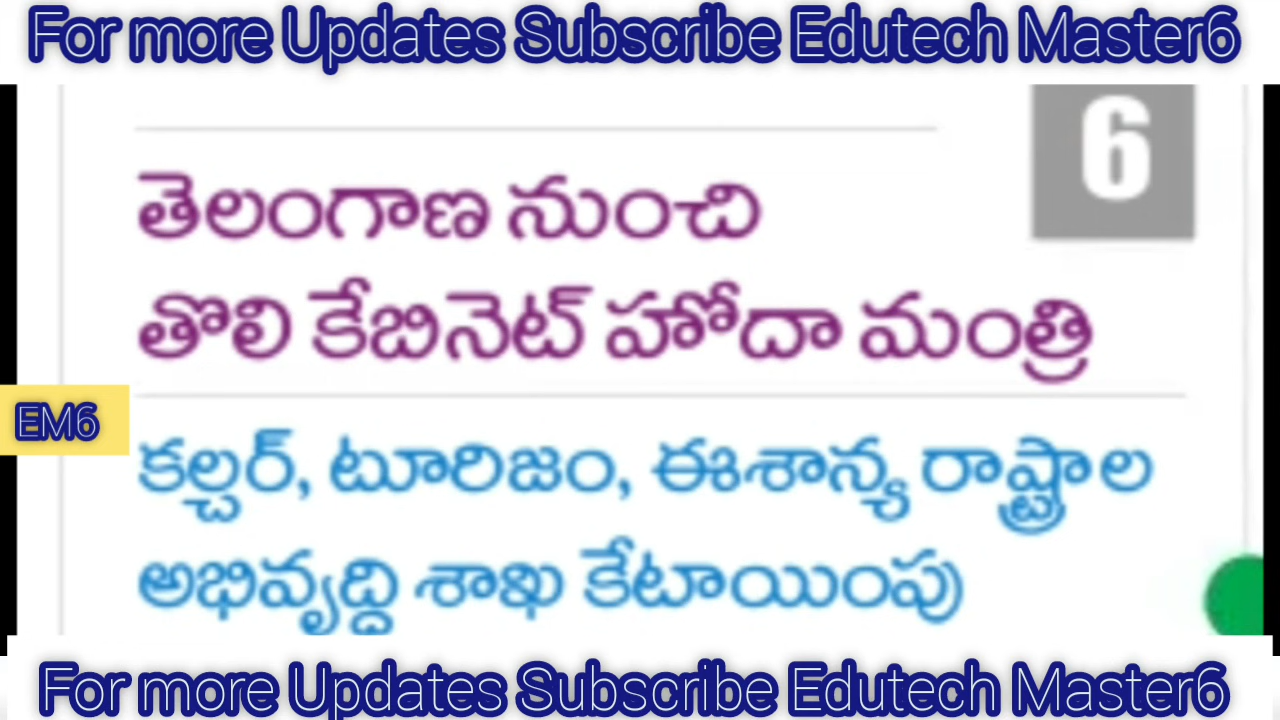 For more Updates Subscribe Edutech Master6
6
తెలంగాణ నుంచి
తొలి కేబినెట్ హోదా మంత్రి
EM6
కల్చర్, టూరిజం, ఈశాన్య రాష్ట్రాల
అభివృద్ధి శాఖ కేటాయింపు
For more Updates Subscribe Edutech Master6